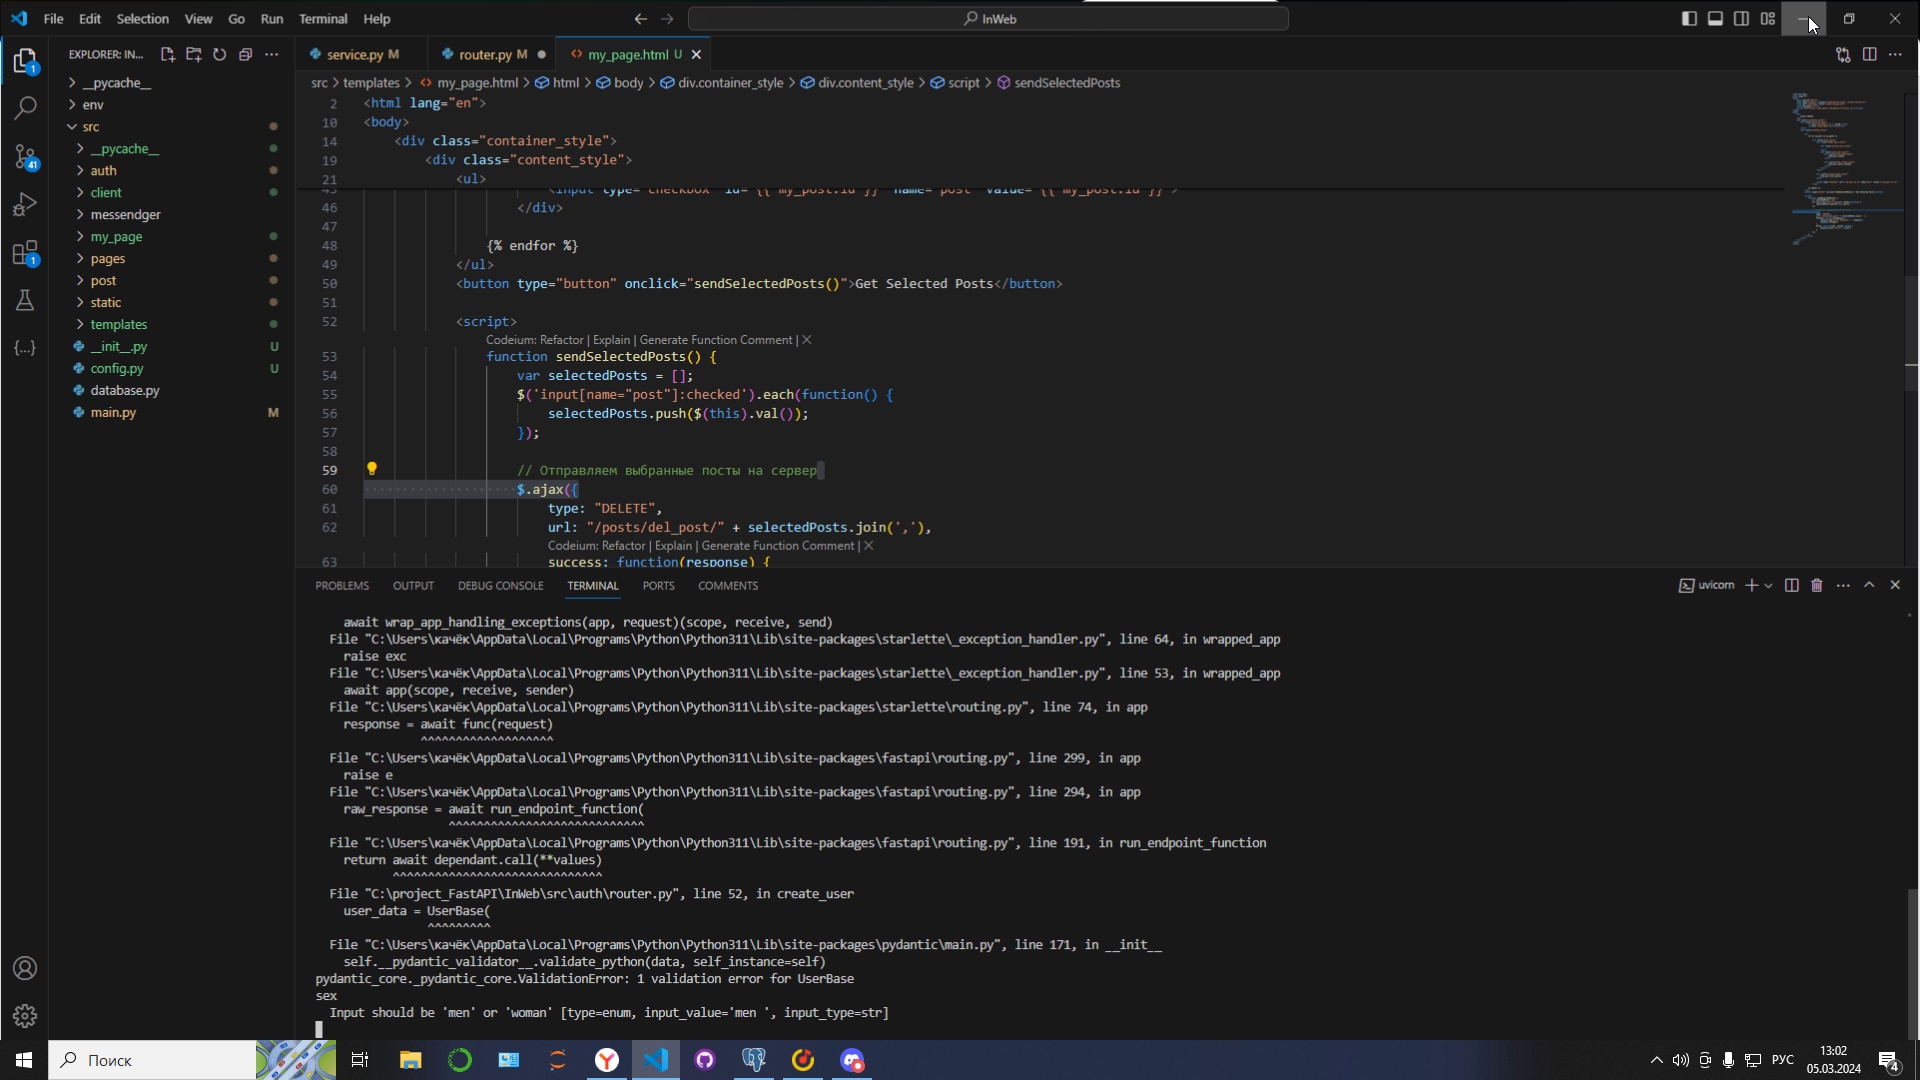 File Edit Selection View Go Run Terminal Help
InWeb
EXPLORER: IN...
service.py M
router.py M
my_page.html U
src > templates > my_page.html > html > body > div.container_style > div.content_style > script > sendSelectedPosts
__pycache__
env
src
__pycache__
auth
client
messendger
my_page
pages
post
static
templates
__init__.py U
config.py U
database.py
main.py M
1
41
1
2 <html lang="en">
10 <body>
14 <div class="container_style">
19 <div class="content_style">
21 <ul>
45 <input type="checkbox" id="{{ my_post.id }}" name="post" value="{{ my_post.id }}">
46 </div>
47
48 {% endfor %}
49 </ul>
50 <button type="button" onclick="sendSelectedPosts()">Get Selected Posts</button>
51
52 <script>
Codeium: Refactor | Explain | Generate Function Comment | X
53 function sendSelectedPosts() {
54 var selectedPosts = [];
55 $('input[name="post"]:checked').each(function() {
56 selectedPosts.push($(this).val());
57 });
58
59 // Отправляем выбранные посты на сервер
60 $.ajax({
61 type: "DELETE",
62 url: "/posts/del_post/" + selectedPosts.join(','),
Codeium: Refactor | Explain | Generate Function Comment | X
63 success: function(response) {
PROBLEMS OUTPUT DEBUG CONSOLE TERMINAL PORTS COMMENTS
uvicorn
await wrap_app_handling_exceptions(app, request)(scope, receive, send)
File "C:\Users\качёк\AppData\Local\Programs\Python\Python311\Lib\site-packages\starlette\_exception_handler.py", line 64, in wrapped_app
raise exc
File "C:\Users\качёк\AppData\Local\Programs\Python\Python311\Lib\site-packages\starlette\_exception_handler.py", line 53, in wrapped_app
await app(scope, receive, sender)
File "C:\Users\качёк\AppData\Local\Programs\Python\Python311\Lib\site-packages\starlette\routing.py", line 74, in app
response = await func(request)
^^^^^^^^^^^^^^^^^^^
File "C:\Users\качёк\AppData\Local\Programs\Python\Python311\Lib\site-packages\fastapi\routing.py", line 299, in app
raise e
File "C:\Users\качёк\AppData\Local\Programs\Python\Python311\Lib\site-packages\fastapi\routing.py", line 294, in app
raw_response = await run_endpoint_function(
^^^^^^^^^^^^^^^^^^^^^^^^^^^^
File "C:\Users\качёк\AppData\Local\Programs\Python\Python311\Lib\site-packages\fastapi\routing.py", line 191, in run_endpoint_function
return await dependant.call(**values)
^^^^^^^^^^^^^^^^^^^^^^^^^^^^^^
File "C:\project_FastAPI\InWeb\src\auth\router.py", line 52, in create_user
user_data = UserBase(
^^^^^^^^^
File "C:\Users\качёк\AppData\Local\Programs\Python\Python311\Lib\site-packages\pydantic\main.py", line 171, in __init__
self.__pydantic_validator__.validate_python(data, self_instance=self)
pydantic_core._pydantic_core.ValidationError: 1 validation error for UserBase
sex
Input should be 'men' or 'woman' [type=enum, input_value='men ', input_type=str]
Поиск
РУС
13:02
05.03.2024
4